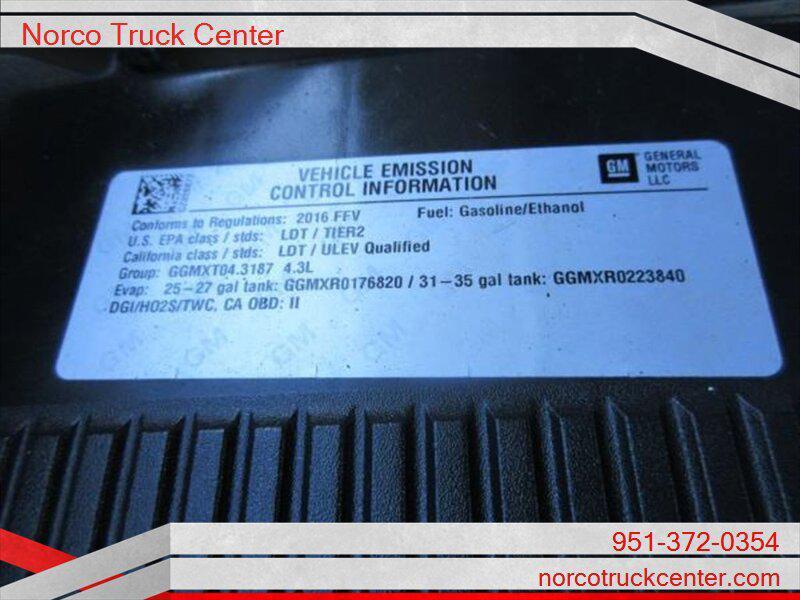 Norco Truck Center
VEHICLE EMISSION
CONTROL INFORMATION
GM
GENERAL
MOTORS
LLC
Conforms to Regulations: 2016 FFV Fuel: Gasoline/Ethanol
U.S. EPA class / stds: LDT / TIER2
California class / stds: LDT / ULEV Qualified
Group: GGMXT04.3187 4.3L
Evap: 25-27 gal tank: GGMXR0176820 / 31-35 gal tank: GGMXR0223840
DGI/HO2S/TWC, CA OBD: II
951-372-0354
norcotruckcenter.com